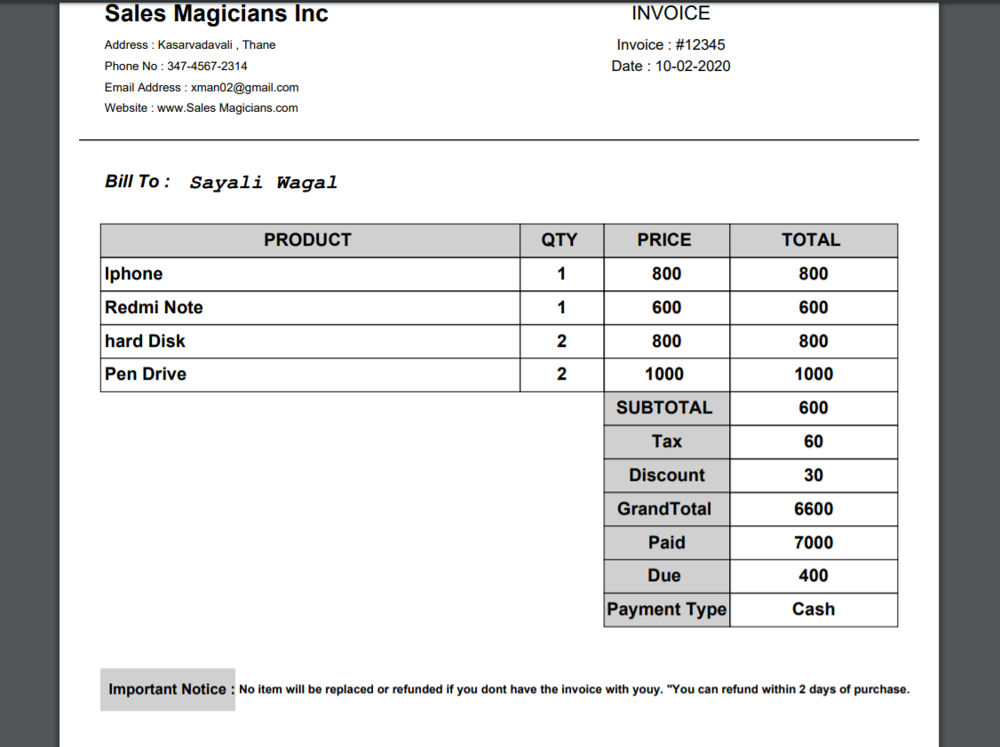 Sales Magicians Inc
INVOICE
Address : Kasarvadavali , Thane
Invoice : #12345
Phone No : 347-4567-2314
Date : 10-02-2020
Email Address : xman02@gmail.com
Website : www.Sales Magicians.com
Bill To : Sayali Wagal
PRODUCT QTY PRICE TOTAL
Iphone 1 800 800
Redmi Note 1 600 600
hard Disk 2 800 800
Pen Drive 2 1000 1000
SUBTOTAL 600
Tax 60
Discount 30
GrandTotal 6600
Paid 7000
Due 400
Payment Type Cash
Important Notice : No item will be replaced or refunded if you dont have the invoice with youy. "You can refund within 2 days of purchase.